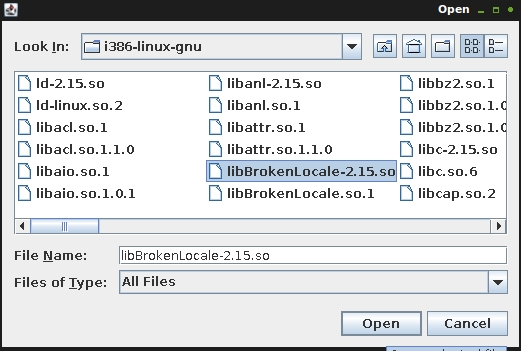 Open
Look In: i386-linux-gnu
ld-2.15.so libanl-2.15.so libbz2.so.1
ld-linux.so.2 libanl.so.1 libbz2.so.1.0
libacl.so.1 libattr.so.1 libbz2.so.1.0
libacl.so.1.1.0 libattr.so.1.1.0 libc-2.15.so
libaio.so.1 libBrokenLocale-2.15.so libc.so.6
libaio.so.1.0.1 libBrokenLocale.so.1 libcap.so.2
File Name: libBrokenLocale-2.15.so
Files of Type: All Files
Open Cancel